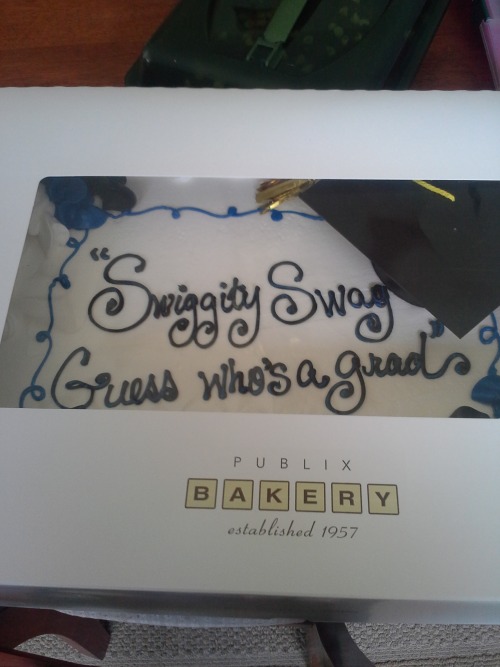 “Swiggity Swag
Guess who's a grad”
PUBLIX
BAKERY
established 1957